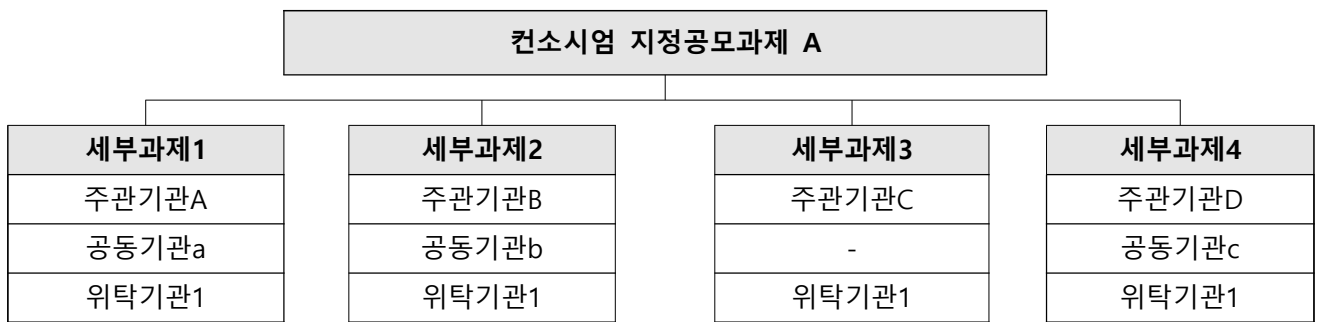 컨소시엄 지정공모과제 A
세부과제1 세부과제2 세부과제3 세부과제4
주관기관A 주관기관B 주관기관C 주관기관D
공동기관a 공동기관b - 공동기관c
위탁기관1 위탁기관1 위탁기관1 위탁기관1